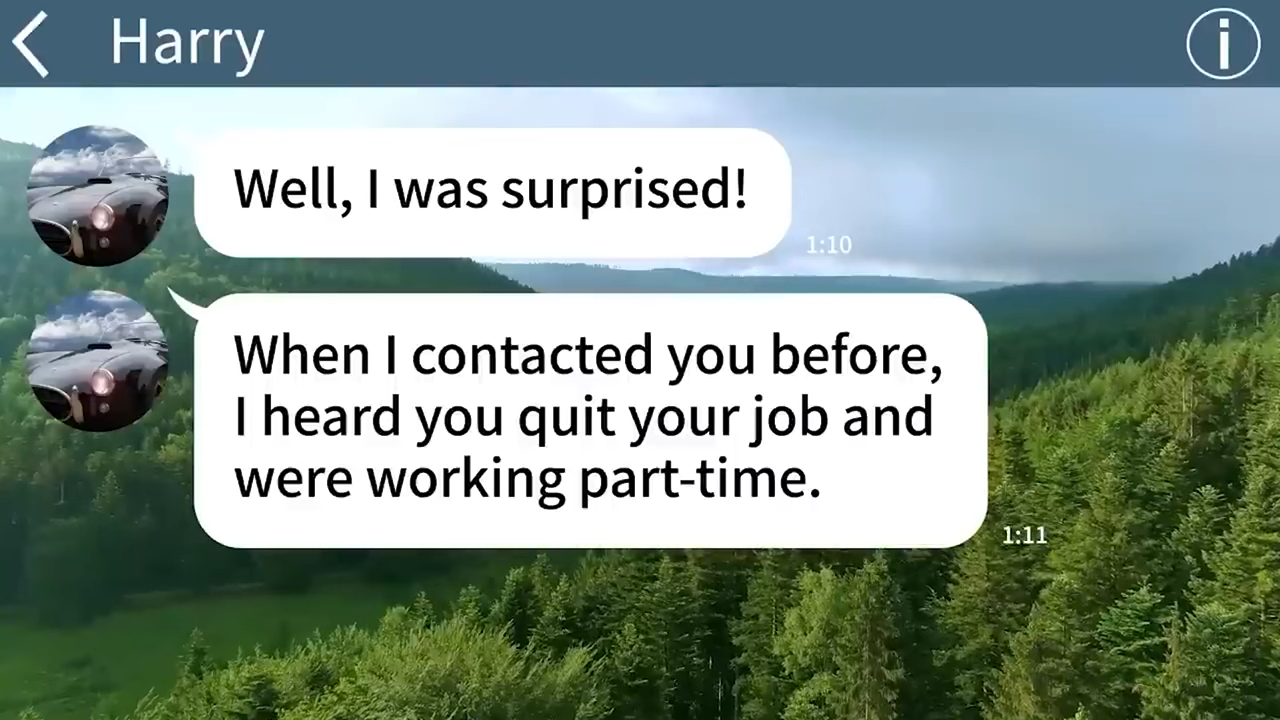 Harry
Well, I was surprised!
1:10
When I contacted you before,
I heard you quit your job and
were working part-time.
1:11